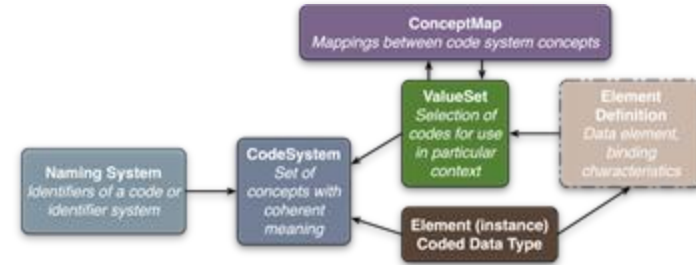 ConceptMap
Mappings between code system concepts
ValueSet
Selection of
codes for use
in particular
context
Element
Definition
Data element,
binding
characteristics
Naming System
Identifiers of a code or
identifier system
CodeSystem
Set of
concepts with
coherent
meaning
Element (instance)
Coded Data Type